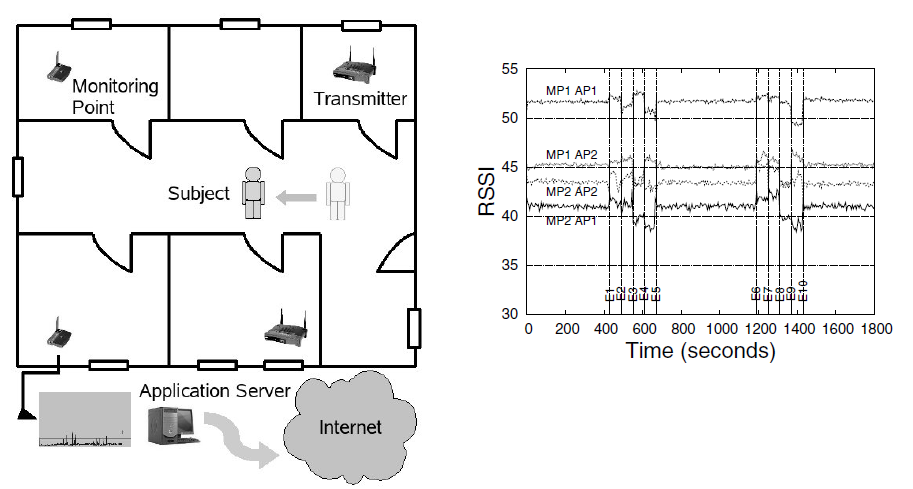 Monitoring
Point
Transmitter
Subject
Application Server
Internet
55
50
45
40
35
30
RSSI
MP1 AP1
MP1 AP2
MP2 AP2
MP2 AP1
E1
E2
E3
E4
E5
E6
E7
E8
E9
E10
0 200 400 600 800 1000 1200 1400 1600 1800
Time (seconds)